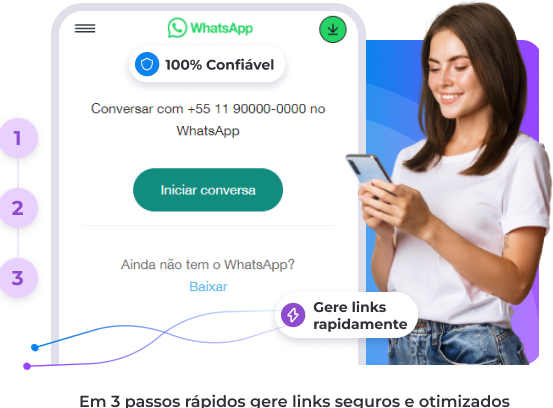 WhatsApp
100% Confiável
Conversar com +55 11 90000-0000 no
WhatsApp
1
Iniciar conversa
2
Ainda não tem o WhatsApp?
3
Baixar
Gere links
rapidamente
Em 3 passos rápidos gere links seguros e otimizados